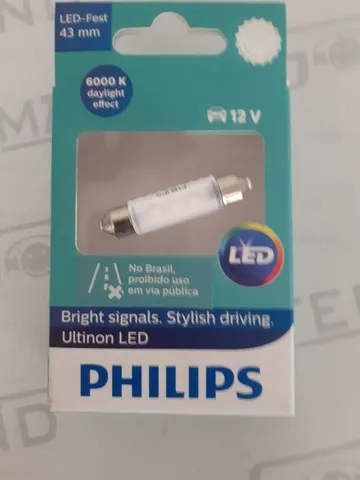 LED-Fest
43 mm
6000 K
daylight
effect
12 V
LED
No Brasil,
proibido uso
em via pública
Bright signals. Stylish driving.
Ultinon LED
PHILIPS